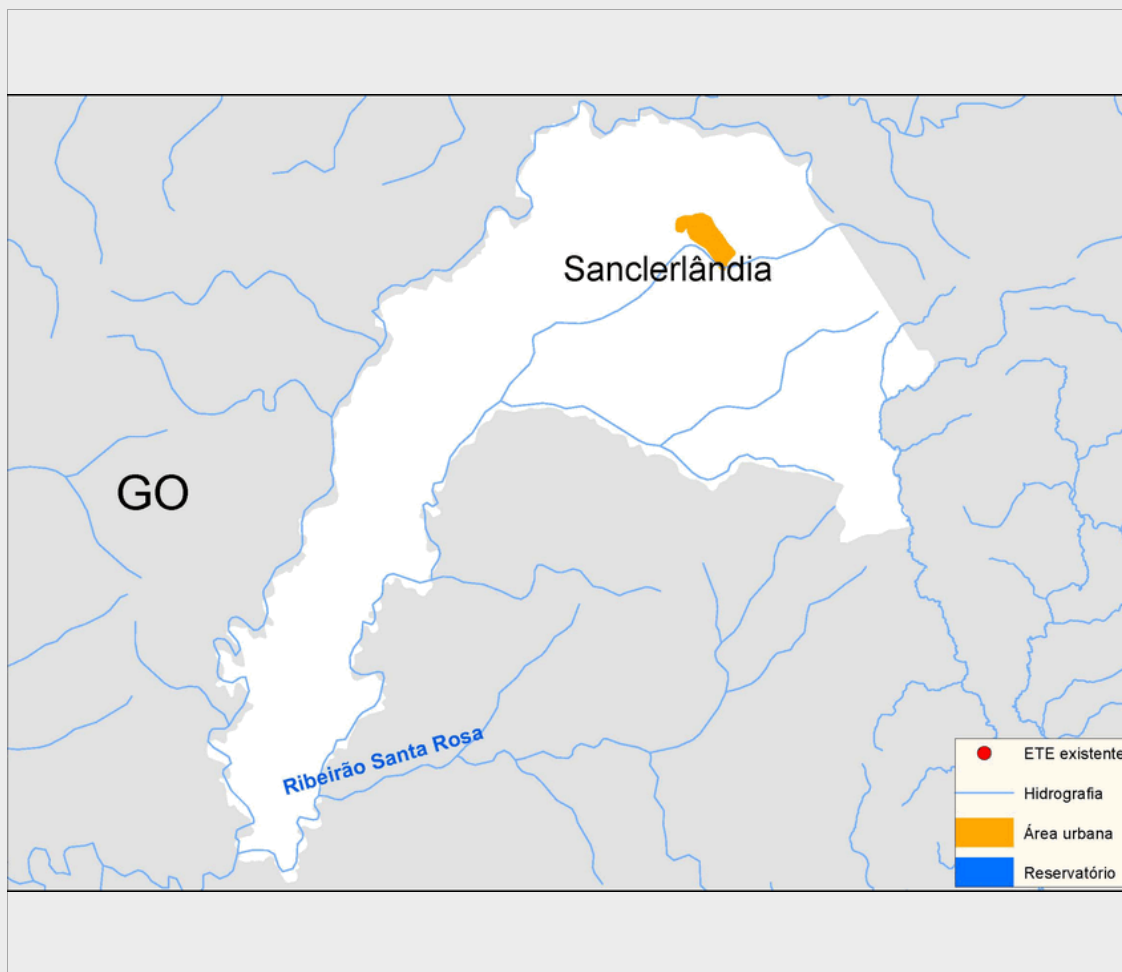 Sanclerlândia
GO
Ribeirão Santa Rosa
ETE existente
Hidrografia
Área urbana
Reservatório